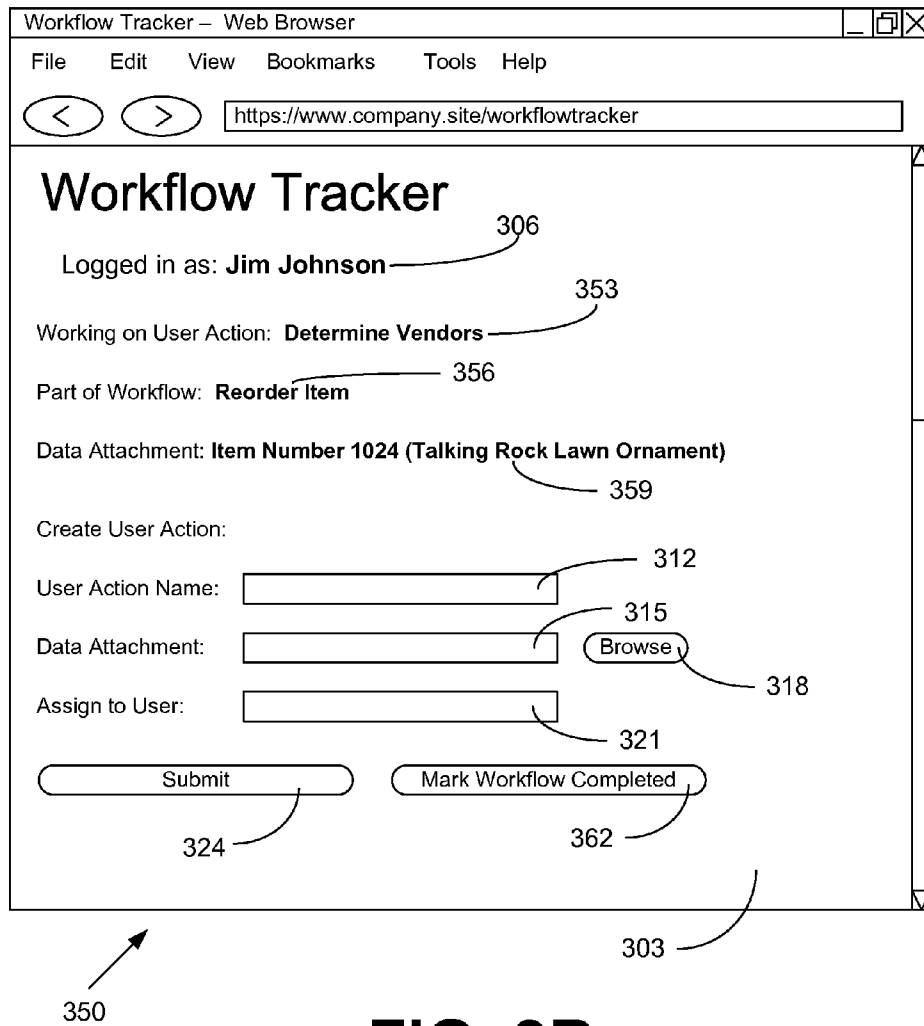 Workflow Tracker – Web Browser
File Edit View Bookmarks Tools Help
< > https://www.company.site/workflowtracker
Workflow Tracker
306
Logged in as: Jim Johnson
353
Working on User Action: Determine Vendors
356
Part of Workflow: Reorder Item
Data Attachment: Item Number 1024 (Talking Rock Lawn Ornament)
359
Create User Action:
312
User Action Name:
315
Data Attachment: Browse
318
Assign to User:
321
Submit Mark Workflow Completed
324 362
303
350